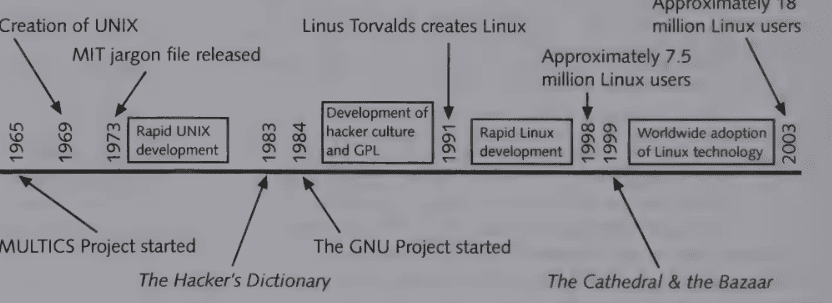 Approximately 18
Creation of UNIX
Linus Torvalds creates Linux
million Linux users
MIT jargon file released
Approximately 7.5
million Linux users
1965
1969
1973
Rapid UNIX
development
1983
1984
Development of
hacker culture
and GPL
1991
Rapid Linux
development
1998
1999
Worldwide adoption
of Linux technology
2003
MULTICS Project started
The GNU Project started
The Hacker's Dictionary
The Cathedral & the Bazaar